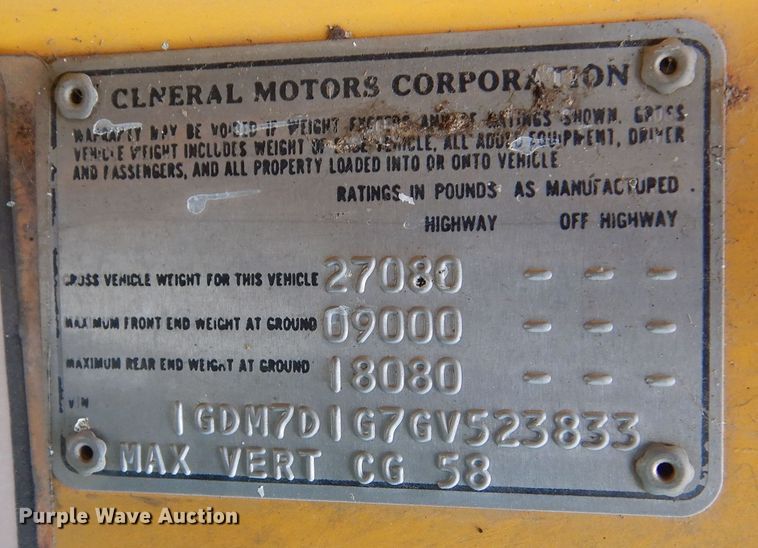 GENERAL MOTORS CORPORATION
WARRANTY MAY BE VOIDED IF WEIGHT EXCEEDS ANY OF RATINGS SHOWN. GROSS
VEHICLE WEIGHT INCLUDES WEIGHT OF BASE VEHICLE, ALL ADDED EQUIPMENT, DRIVER
AND PASSENGERS, AND ALL PROPERTY LOADED INTO OR ONTO VEHICLE
RATINGS IN POUNDS AS MANUFACTURED
HIGHWAY OFF HIGHWAY
GROSS VEHICLE WEIGHT FOR THIS VEHICLE 27080 - - -
MAXIMUM FRONT END WEIGHT AT GROUND 09000 - - -
MAXIMUM REAR END WEIGHT AT GROUND 18080 - - -
VIN
1GDM7D1G7GV523833
MAX VERT CG 58
Purple Wave Auction